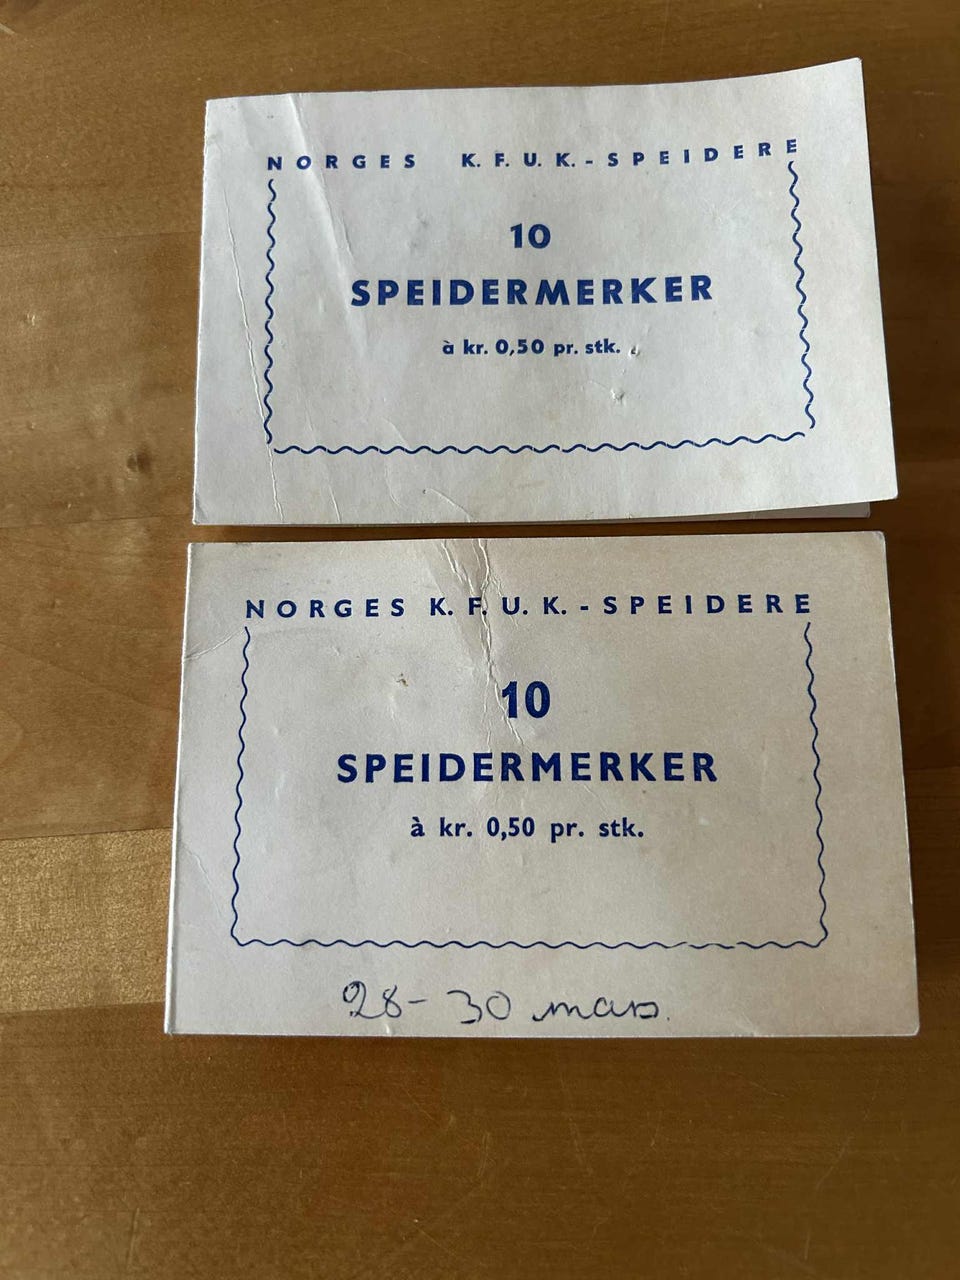 NORGES K. F. U. K. - SPEIDERE
10
SPEIDERMERKER
à kr. 0,50 pr. stk.
NORGES K. F. U. K. - SPEIDERE
10
SPEIDERMERKER
à kr. 0,50 pr. stk.
28- 30 mars.